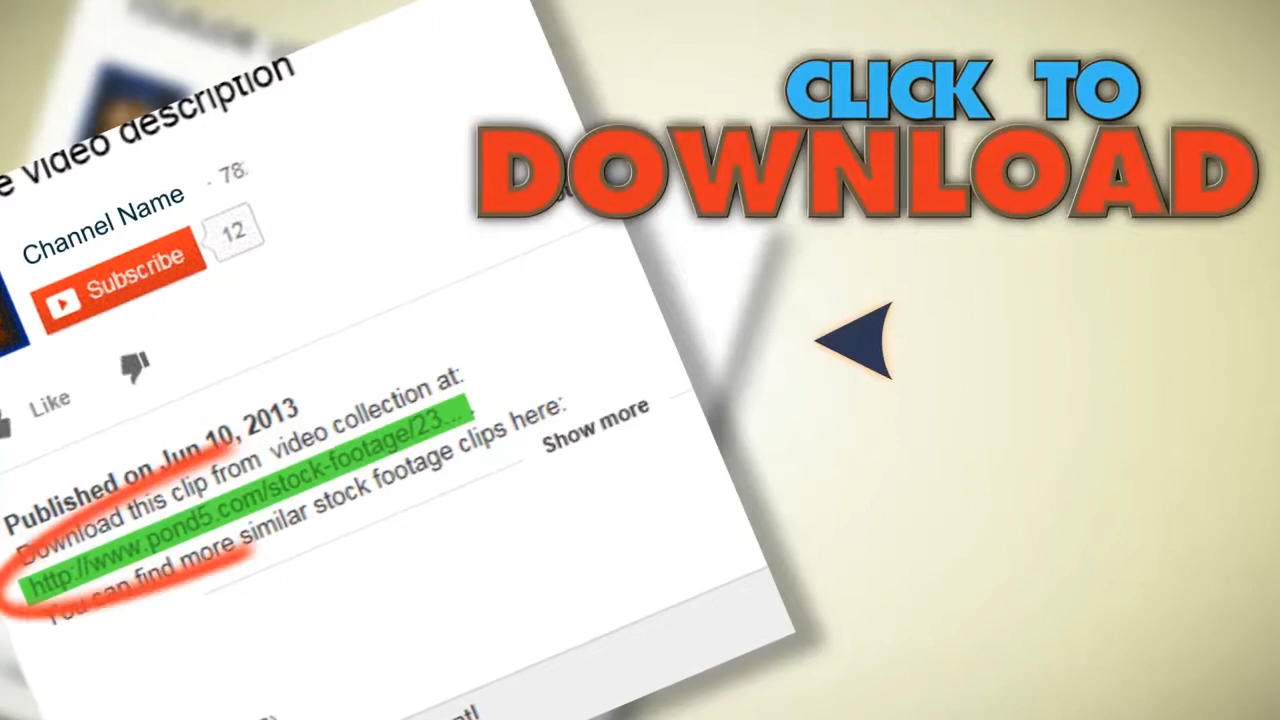 CLICK TO
DOWNLOAD
e video description
Channel Name
78
Subscribe
12
Like
Published on Jun 10, 2013
Download this clip from video collection at:
http://www.pond5.com/stock-footage/23...
You can find more similar stock footage clips here:
Show more